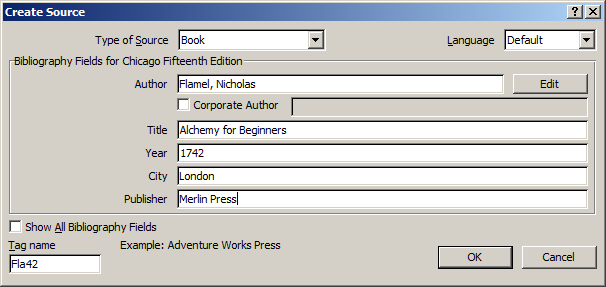 Create Source
Type of Source Book Language Default
Bibliography Fields for Chicago Fifteenth Edition
Author Flamel, Nicholas Edit
Corporate Author
Title Alchemy for Beginners
Year 1742
City London
Publisher Merlin Press
Show All Bibliography Fields
Tag name Example: Adventure Works Press
Fla42 OK Cancel